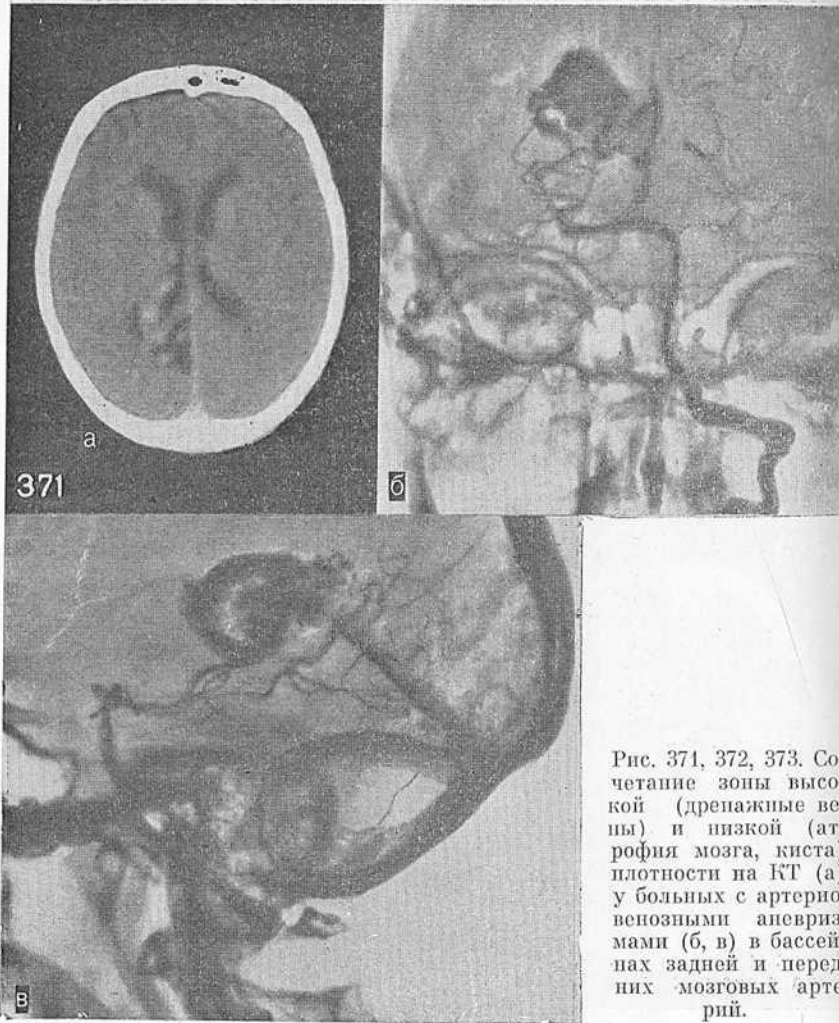 а
371
б
в
Рис. 371, 372, 373. Со
четание зоны высо
кой (дренажные ве
ны) и низкой (ат
рофия мозга, киста
плотности на КТ (а
у больных с артерио
венозными аневриз
мами (б, в) в бассей
нах задней и перед
них мозговых арте
рий.